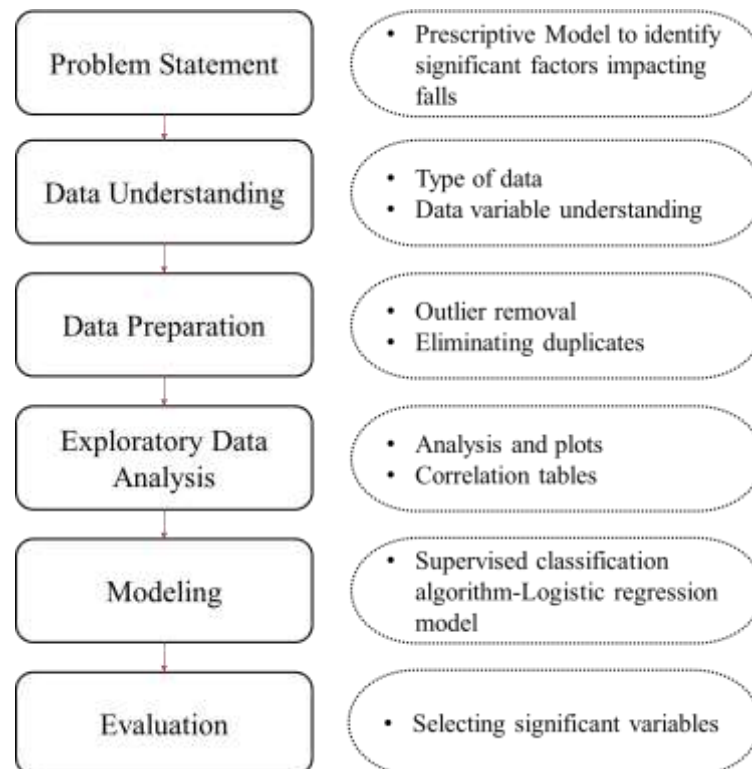 Problem Statement
• Prescriptive Model to identify
significant factors impacting
falls
Data Understanding
• Type of data
• Data variable understanding
Data Preparation
• Outlier removal
• Eliminating duplicates
Exploratory Data
Analysis
• Analysis and plots
• Correlation tables
Modeling
• Supervised classification
algorithm-Logistic regression
model
Evaluation
• Selecting significant variables